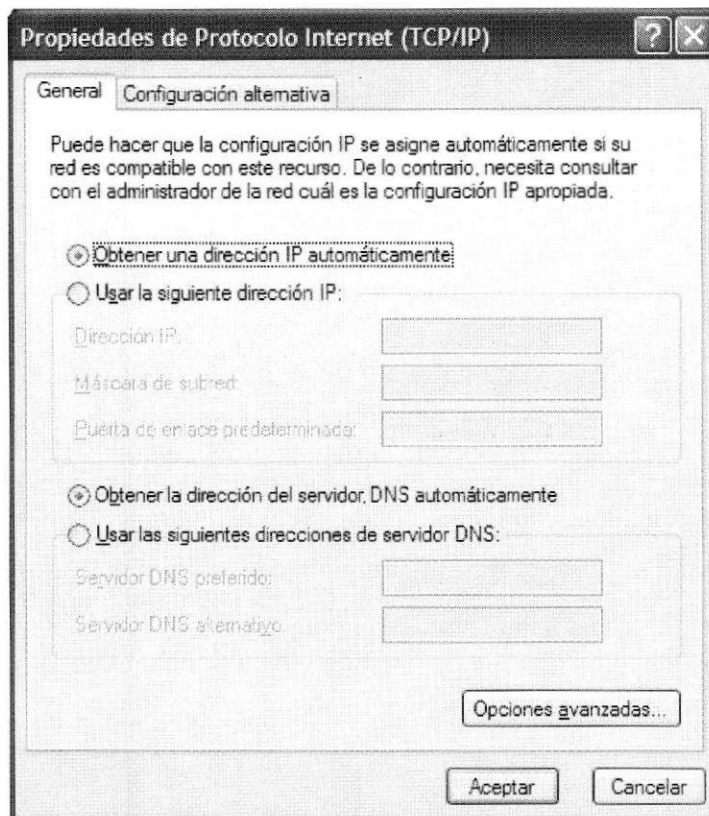 Propiedades de Protocolo Internet (TCP/IP)
General
Configuración alternativa
Puede hacer que la configuración IP se asigne automáticamente si su
red es compatible con este recurso. De lo contrario, necesita consultar
con el administrador de la red cuál es la configuración IP apropiada.
Obtener una dirección IP automáticamente
Usar la siguiente dirección IP:
Dirección IP:
Máscara de subred:
Puerta de enlace predeterminada:
Obtener la dirección del servidor DNS automáticamente
Usar las siguientes direcciones de servidor DNS:
Servidor DNS preferido:
Servidor DNS alternativo:
Opciones avanzadas...
Aceptar
Cancelar